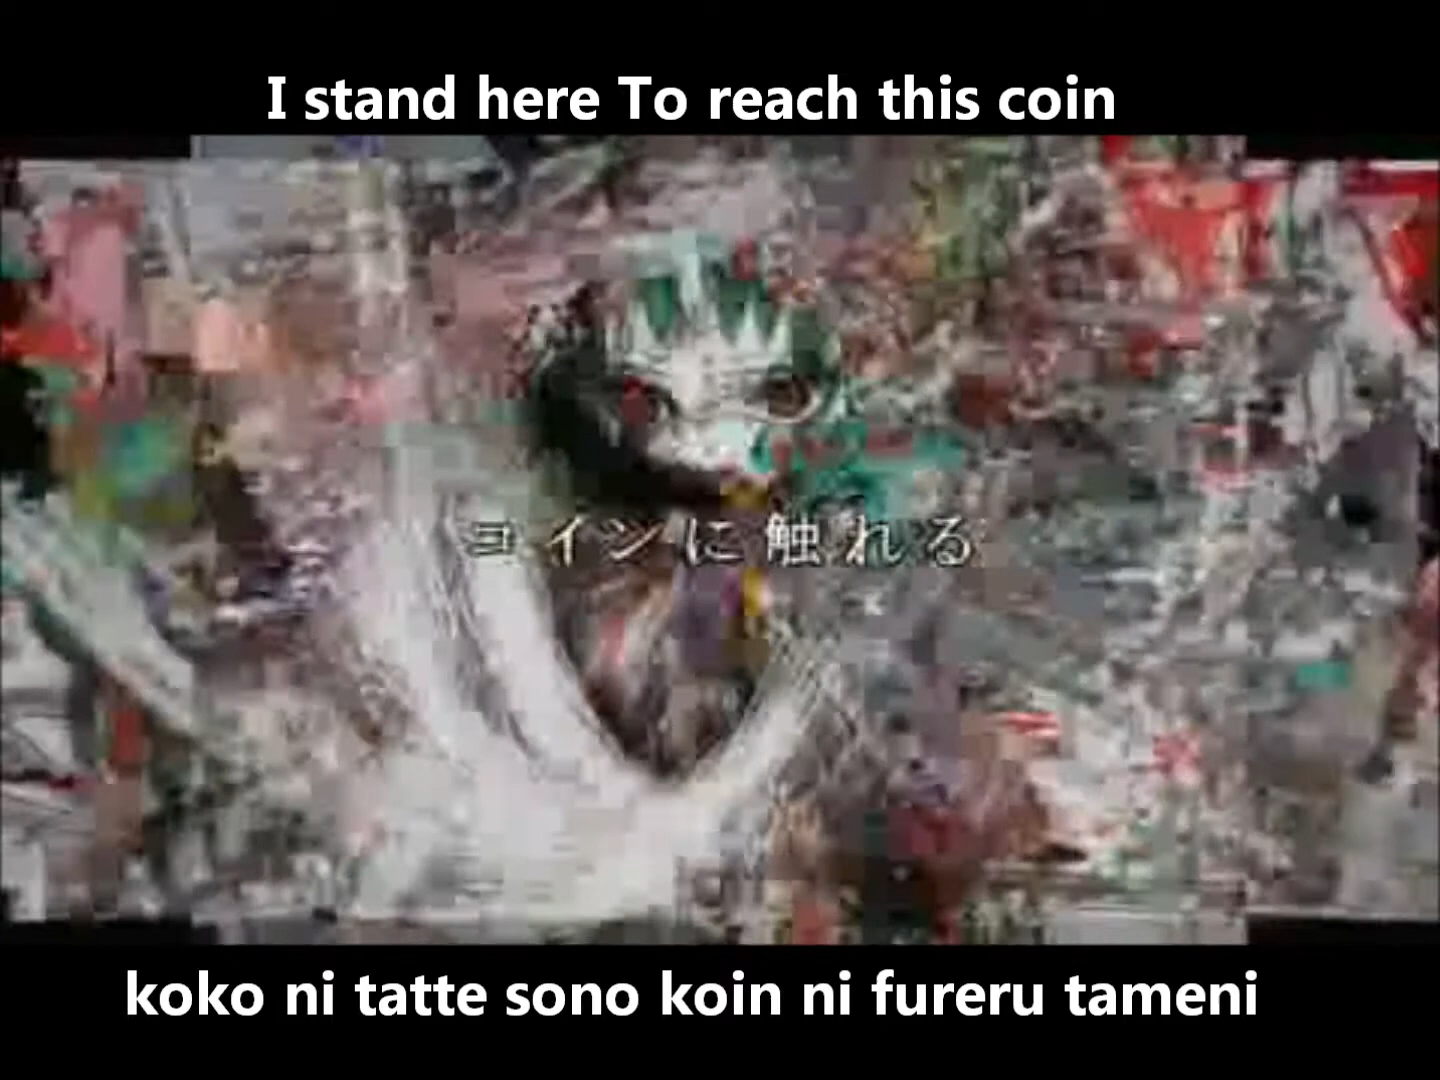 I stand here To reach this coin
コインに触れる
koko ni tatte sono koin ni fureru tameni